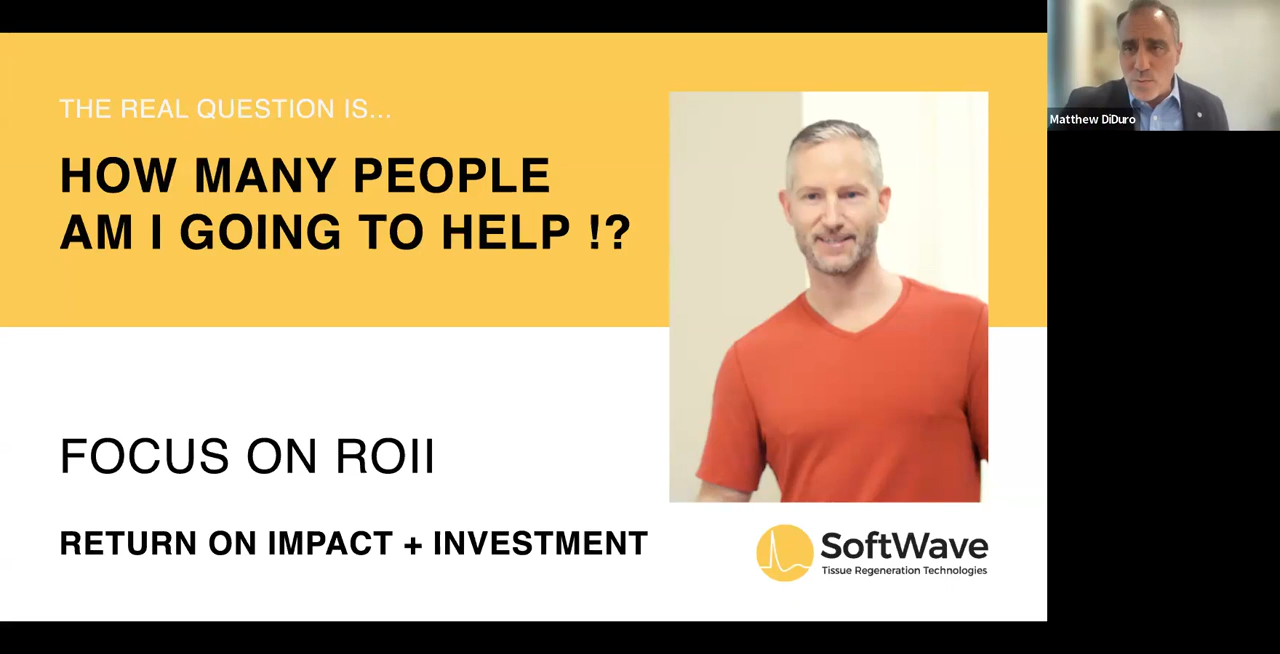 THE REAL QUESTION IS...
HOW MANY PEOPLE
AM I GOING TO HELP !?
FOCUS ON ROII
RETURN ON IMPACT + INVESTMENT
SoftWave
Tissue Regeneration Technologies
Matthew DiDuro